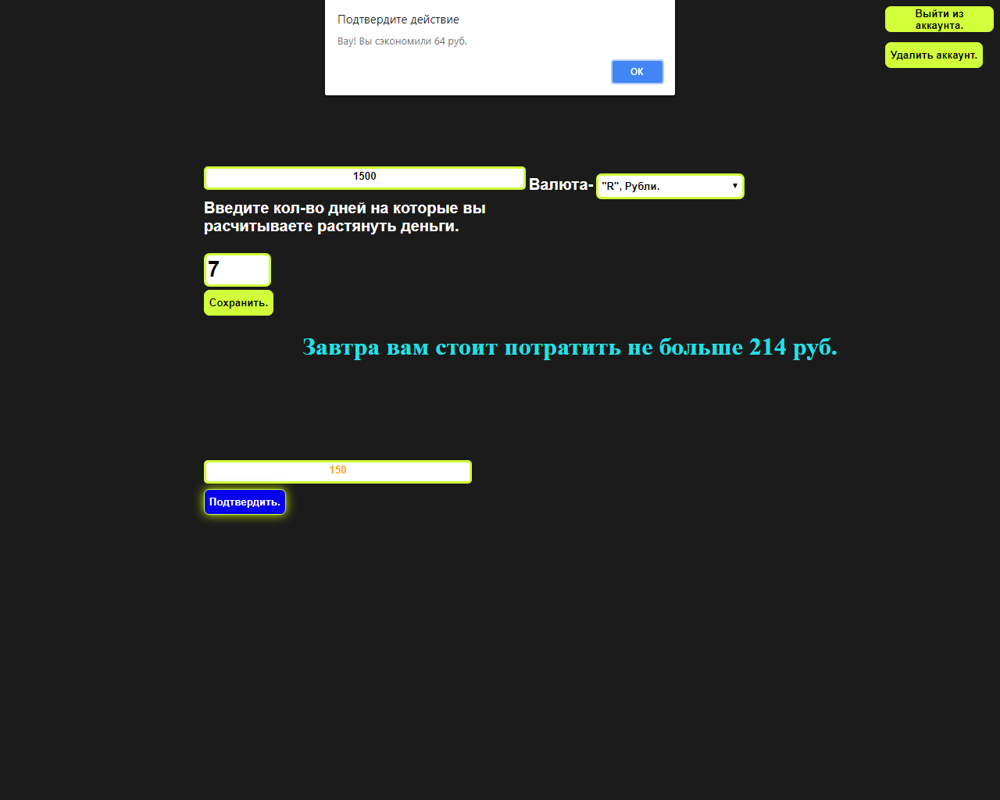 Подтвердите действие
Вау! Вы сэкономили 64 руб.
ОК
Выйти из
аккаунта.
Удалить аккаунт.
1500
Валюта- "R", Рубли.
Введите кол-во дней на которые вы
расчитываете растянуть деньги.
7
Сохранить.
Завтра вам стоит потратить не больше 214 руб.
150
Подтвердить.